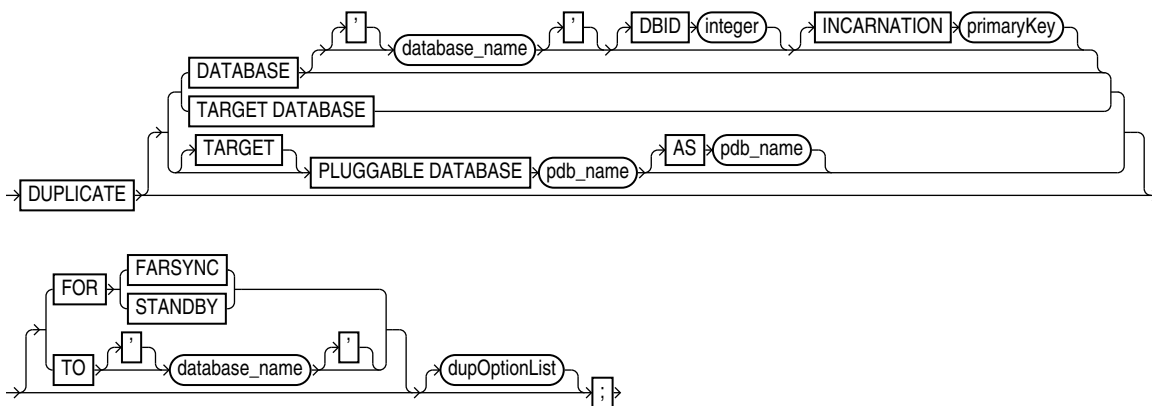 ' ' DBID integer INCARNATION primaryKey
database_name
DATABASE
TARGET DATABASE
TARGET AS pdb_name
PLUGGABLE DATABASE pdb_name
DUPLICATE
FARSYNC
FOR
STANDBY
' '
TO database_name dupOptionList
;